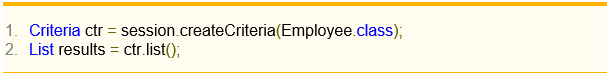 1. Criteria ctr = session.createCriteria(Employee.class);
2. List results = ctr.list();